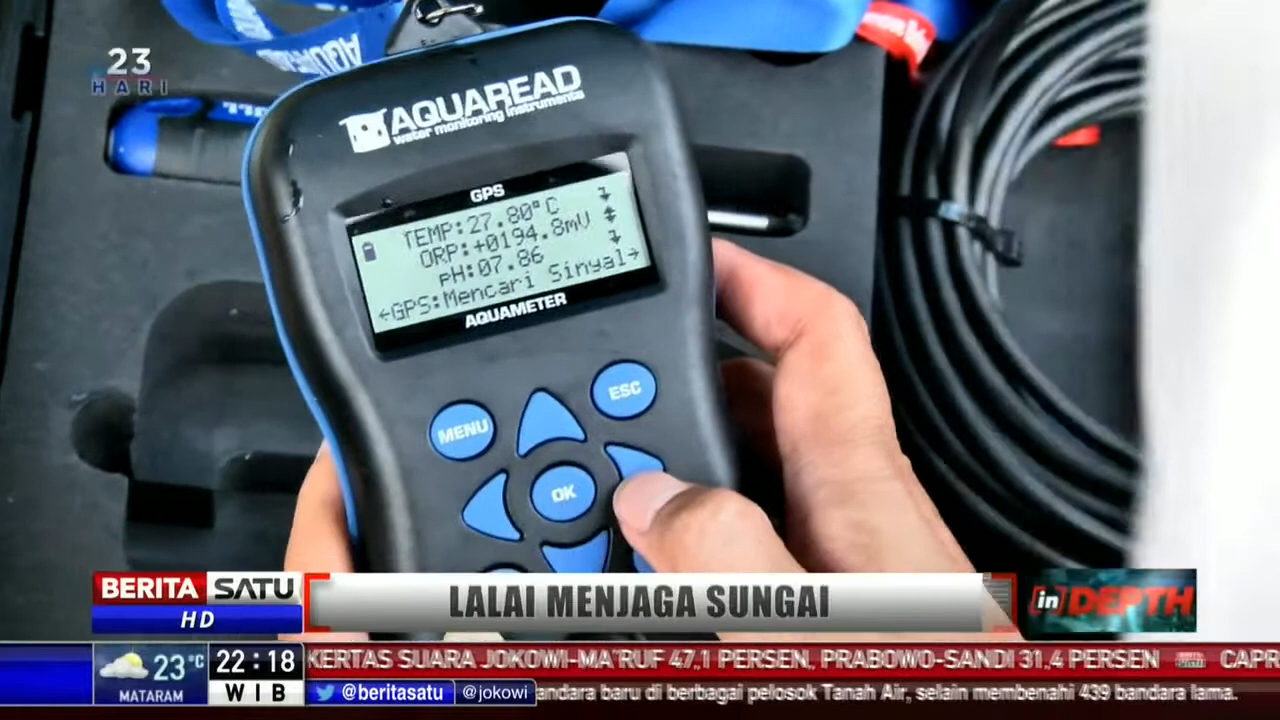 23
HARI
AQUAREAD
water monitoring instruments
GPS
TEMP:27.80°C
ORP:+0194.8mV
pH:07.86
←GPS:Mencari Sinyal→
AQUAMETER
MENU
ESC
OK
BERITA SATU
HD
LALAI MENJAGA SUNGAI
[in] DEPTH
23°C
MATARAM
22:18
WIB
KERTAS SUARA JOKOWI-MA'RUF 47,1 PERSEN, PRABOWO-SANDI 31,4 PERSEN CAPR
@beritasatu @jokowi andara baru di berbagai pelosok Tanah Air, selain membenahi 439 bandara lama.